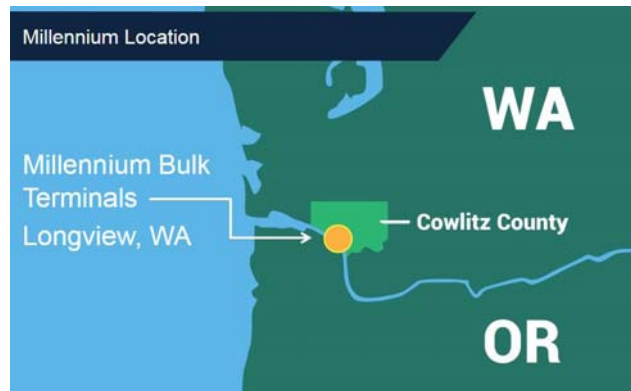 Millennium Location
WA
Millennium Bulk
Terminals
Longview, WA
Cowlitz County
OR